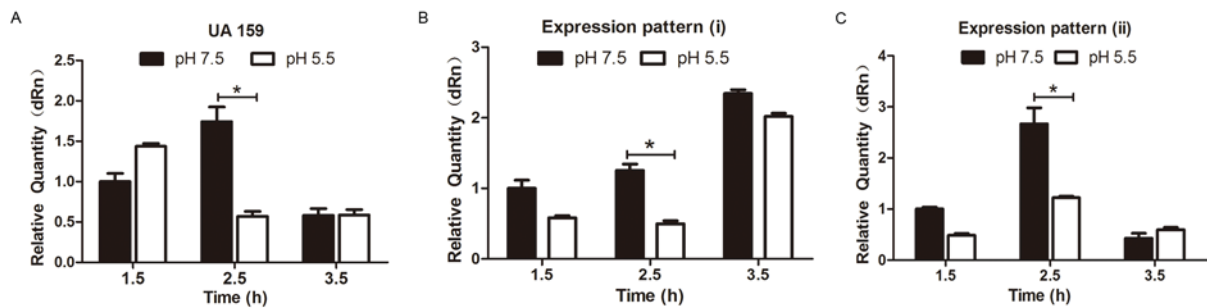 A
UA 159
pH 7.5 pH 5.5
Relative Quantity (dRn)
2.5
2.0
1.5
1.0
0.5
0.0
*
1.5 2.5 3.5
Time (h)
B
Expression pattern (i)
pH 7.5 pH 5.5
Relative Quantity (dRn)
3
2
1
0
*
1.5 2.5 3.5
Time (h)
C
Expression pattern (ii)
pH 7.5 pH 5.5
Relative Quantity (dRn)
4
3
2
1
0
*
1.5 2.5 3.5
Time (h)